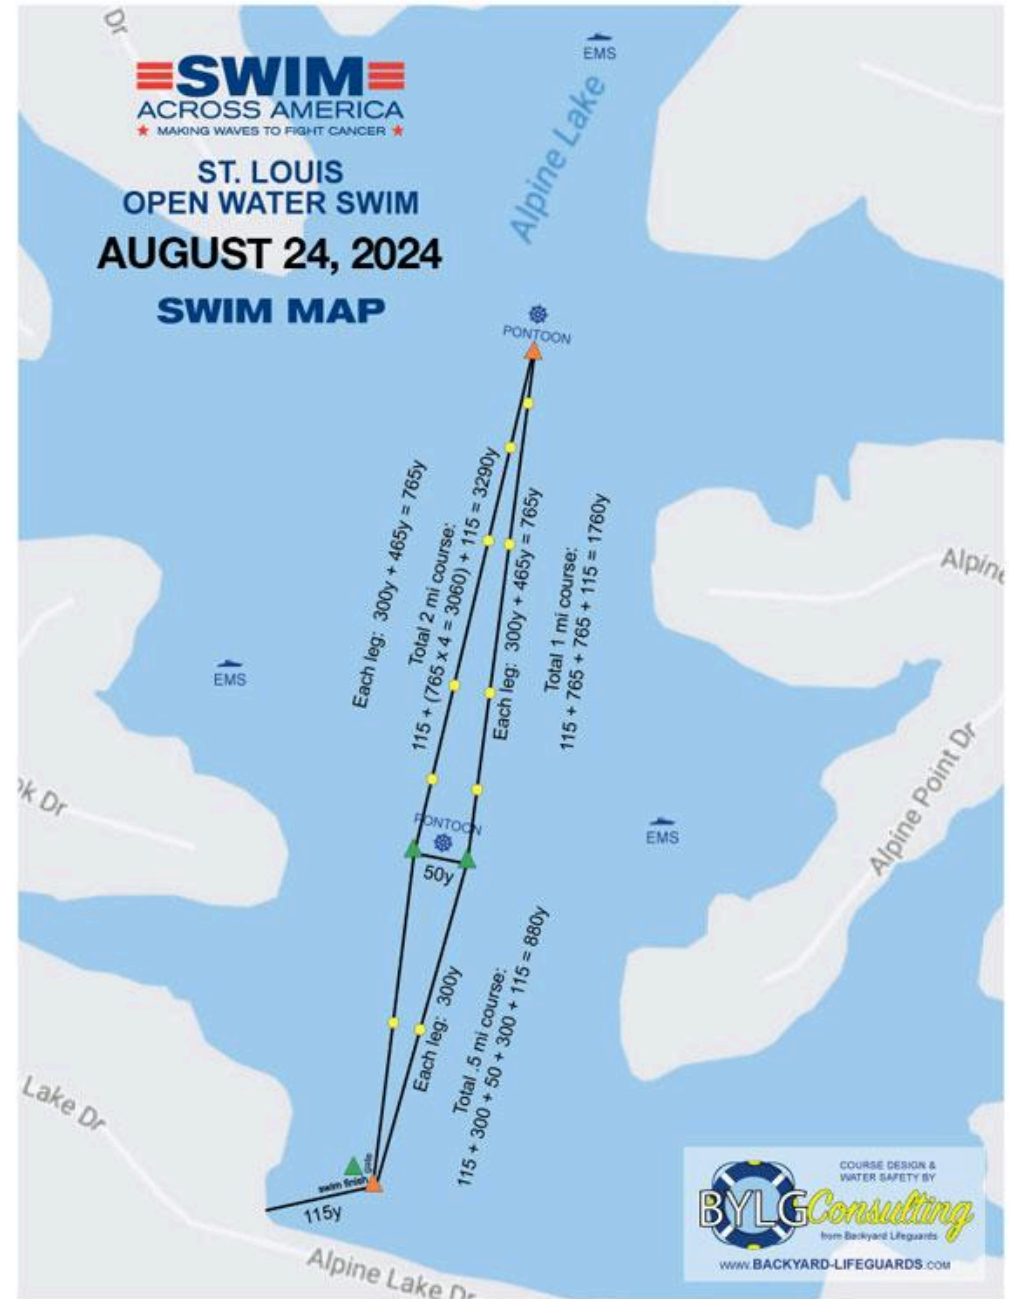 Dr
SWIM
ACROSS AMERICA
MAKING WAVES TO FIGHT CANCER
ST. LOUIS
OPEN WATER SWIM
AUGUST 24, 2024
SWIM MAP
EMS
Alpine Lake
PONTOON
Each leg: 300y + 465y = 765y
Total 2 mi course:
115 + (765 x 4 = 3060) + 115 = 3290y
Each leg: 300y + 465y = 765y
Total 1 mi course:
115 + 765 + 765 + 115 = 1760y
Alpine
EMS
ok Dr
PONTOON
50y
EMS
Alpine Point Dr
Each leg: 300y
Total .5 mi course:
115 + 300 + 50 + 300 + 115 = 880y
Lake Dr
swim finish
gate
115y
Alpine Lake Dr
COURSE DESIGN &
WATER SAFETY BY
BYLG Consulting
from Backyard Lifeguards
www.BACKYARD-LIFEGUARDS.com